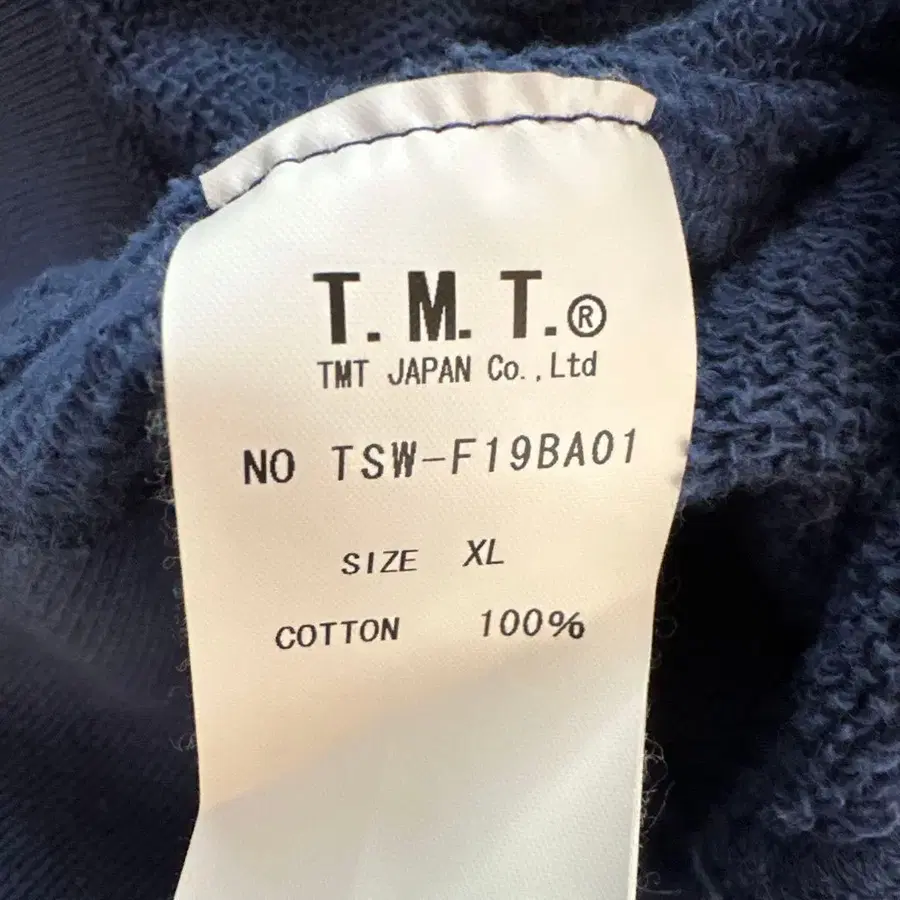 T.M.T.®
TMT JAPAN Co.,Ltd
NO TSW-F19BA01
SIZE XL
COTTON 100%